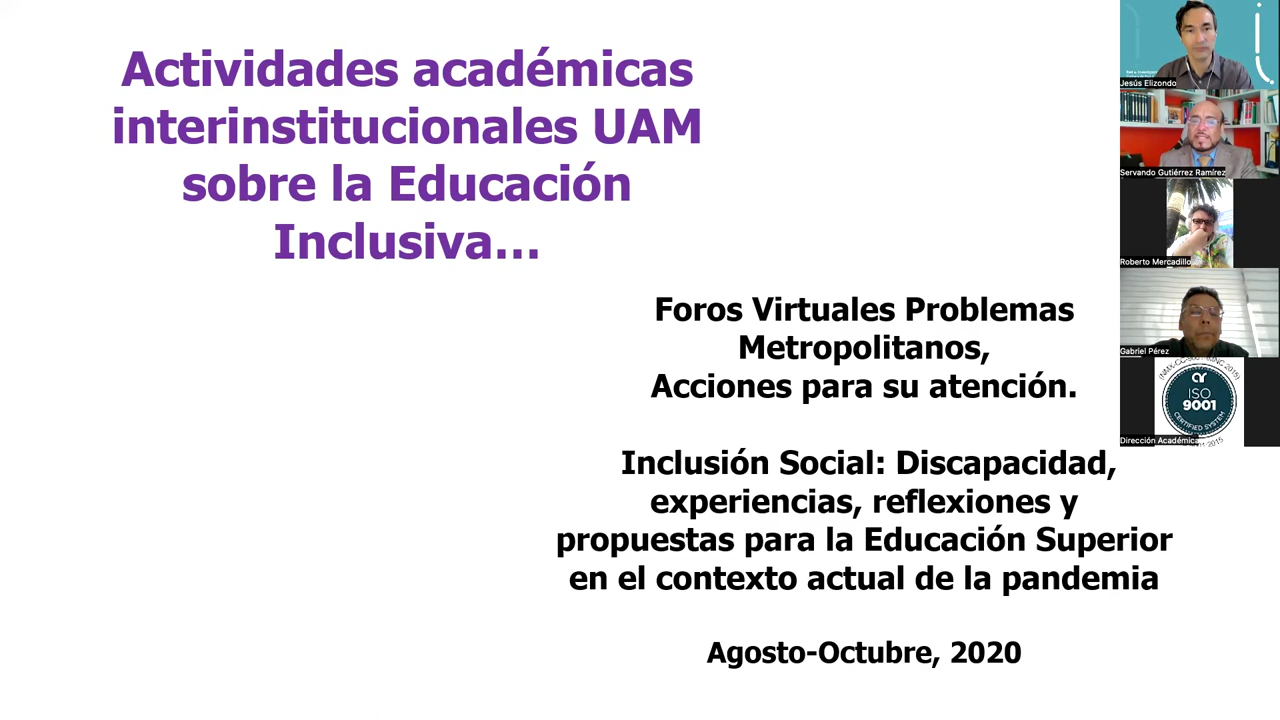 Actividades académicas
interinstitucionales UAM
sobre la Educación
Inclusiva...
Foros Virtuales Problemas
Metropolitanos,
Acciones para su atención.
Inclusión Social: Discapacidad,
experiencias, reflexiones y
propuestas para la Educación Superior
en el contexto actual de la pandemia
Agosto-Octubre, 2020
Jesús Elizondo
Servando Gutiérrez Ramírez
Roberto Mercadillo
Gabriel Pérez
ISO
9001
CERTIFIED SYSTEM
Dirección Académica